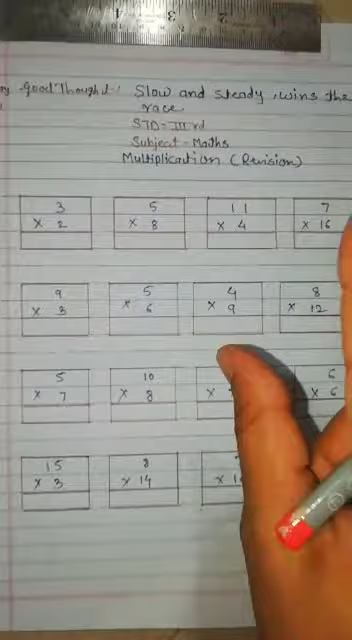 Good Thought: Slow and steady, wins the
race
STD = III rd
Subject = Maths
Multiplication (Revision)
3 5 11 7
x 2 x 8 x 4 x 16
9 5 4 8
x 3 x 6 x 9 x 12
5 10 6
x 7 x 8 x x 6
15 8
x 3 x 14 x